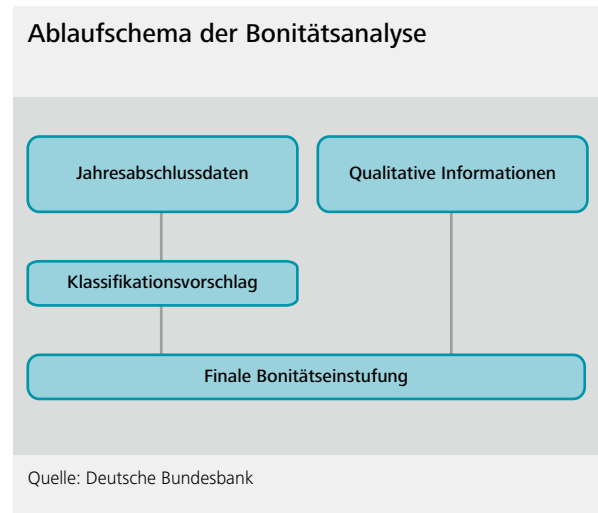 Ablaufschema der Bonitätsanalyse
Jahresabschlussdaten
Qualitative Informationen
Klassifikationsvorschlag
Finale Bonitätseinstufung
Quelle: Deutsche Bundesbank